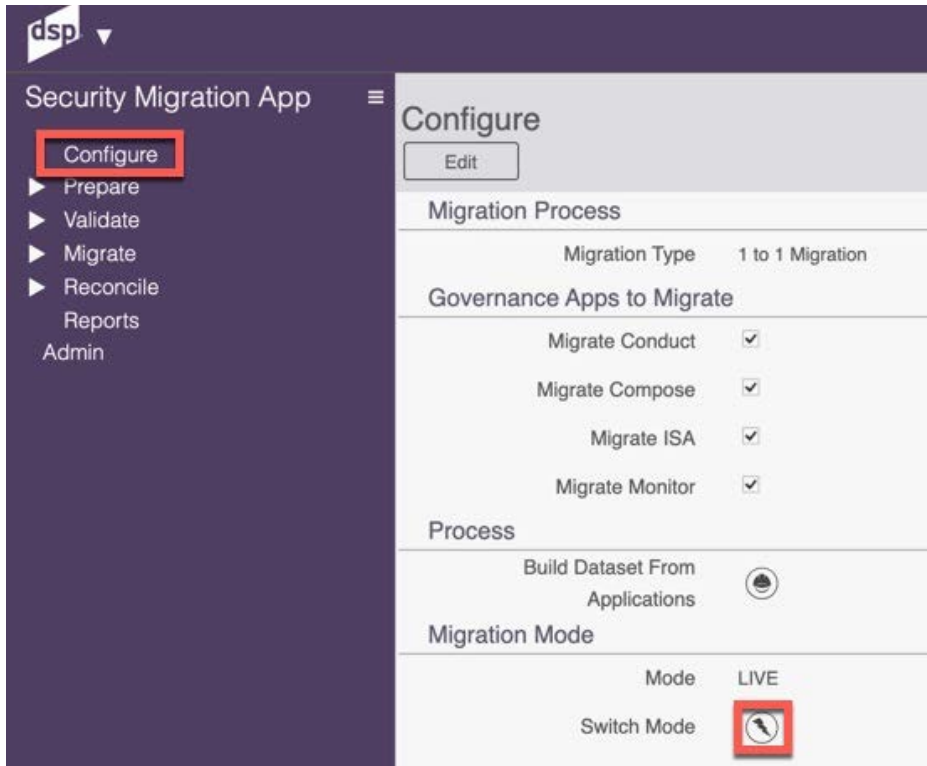 dsp
Security Migration App
Configure
Prepare
Validate
Migrate
Reconcile
Reports
Admin
Configure
Edit
Migration Process
Migration Type 1 to 1 Migration
Governance Apps to Migrate
Migrate Conduct
Migrate Compose
Migrate ISA
Migrate Monitor
Process
Build Dataset From
Applications
Migration Mode
Mode LIVE
Switch Mode